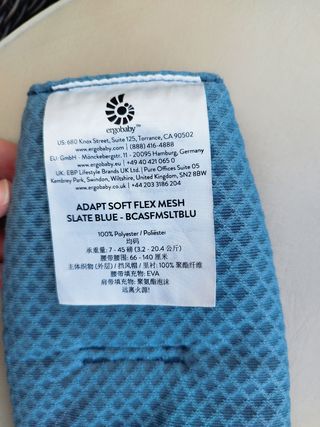 ergobaby™
US: 680 Knox Street, Suite 125, Torrance, CA 90502
www.ergobaby.com | (888) 416-4888
EU: GmbH - Mönckebergstr. 11 - 20095 Hamburg, Germany
www.ergobaby.eu | +49 40 421 065 0
UK: EBP Lifestyle Brands UK Ltd. | Pure Offices 05
Kembrey Park, Swindon, Wiltshire, United Kingdom, SN2 8BW
www.ergobaby.co.uk | +44 203 3186 204
ADAPT SOFT FLEX MESH
SLATE BLUE - BCASFMSLTBLU
100% Polyester / Poliéster
均码
承重量: 7 - 45 磅 (3.2 - 20.4 公斤)
腰带腰围: 66 - 140 厘米
主体织物 (外层) / 挡风帽 / 里衬: 100% 聚酯纤维
腰带填充物: EVA
肩带填充物: 聚氨酯泡沫
远离火源!